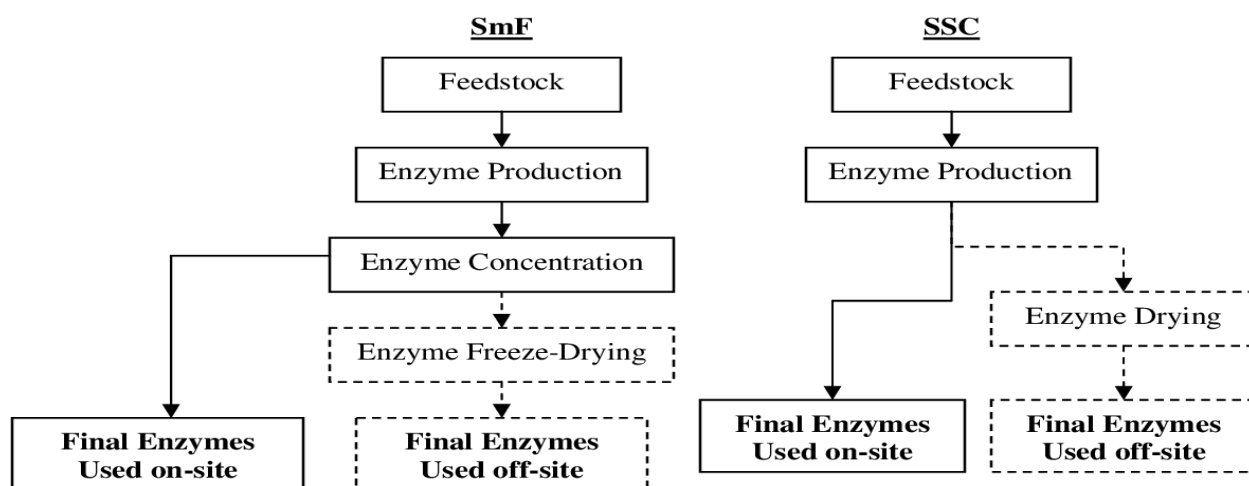 SmF
Feedstock
Enzyme Production
Enzyme Concentration
Enzyme Freeze-Drying
Final Enzymes
Used on-site
Final Enzymes
Used off-site
SSC
Feedstock
Enzyme Production
Enzyme Drying
Final Enzymes
Used on-site
Final Enzymes
Used off-site